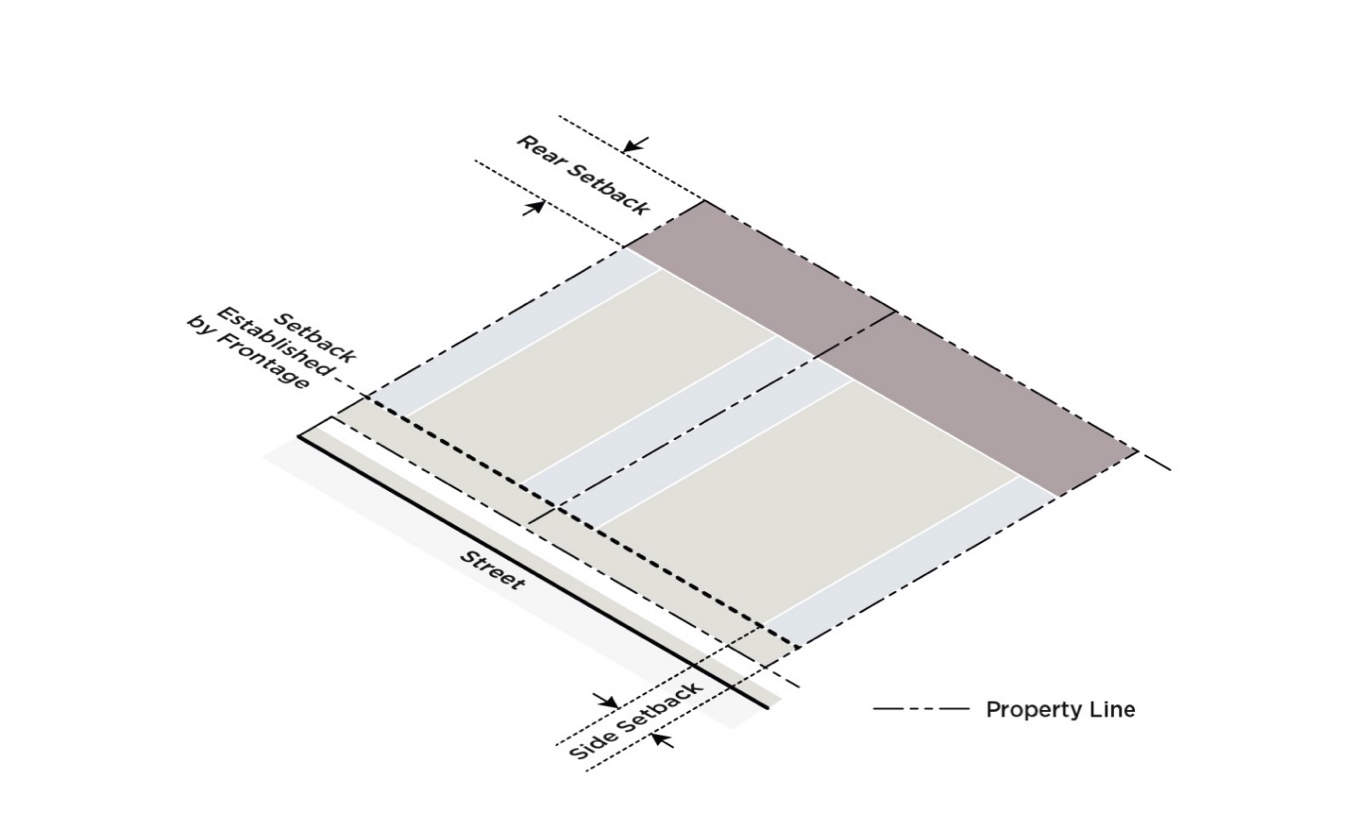 Rear Setback
Setback
Established
by Frontage
Street
Side Setback
Property Line